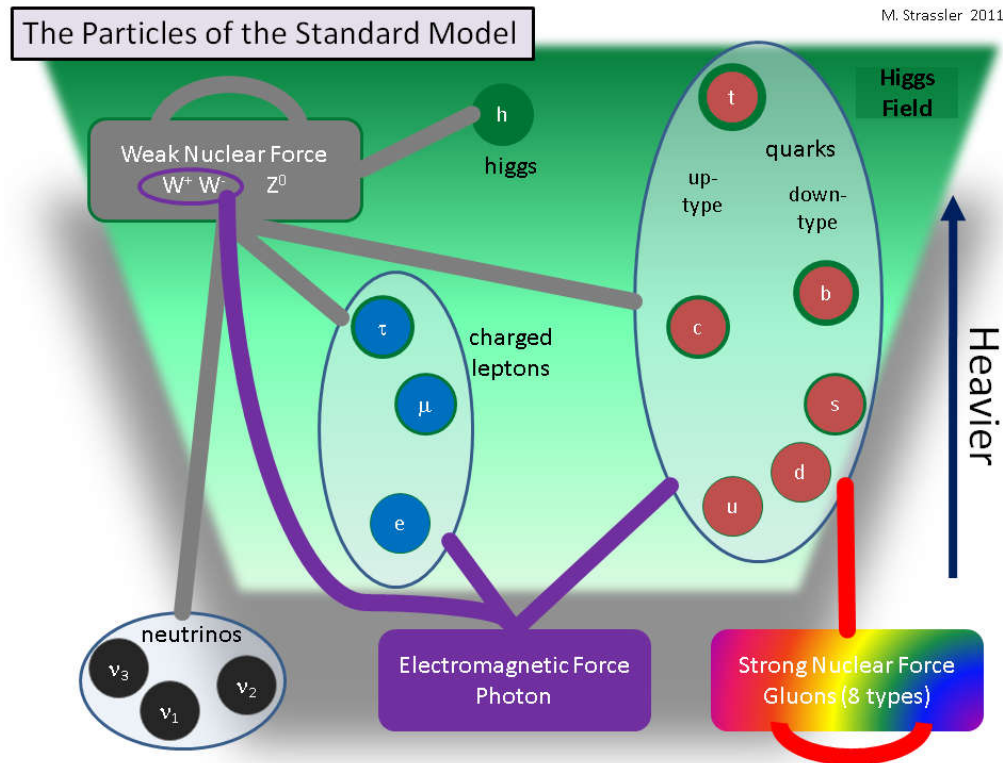 M. Strassler 2011
The Particles of the Standard Model
Higgs
Field
h
higgs
t
quarks
up-
type
down-
type
Weak Nuclear Force
W⁺ W⁻ Z⁰
b
c
τ
charged
leptons
μ
s
d
u
e
Heavier
neutrinos
ν₃
ν₂
ν₁
Electromagnetic Force
Photon
Strong Nuclear Force
Gluons (8 types)